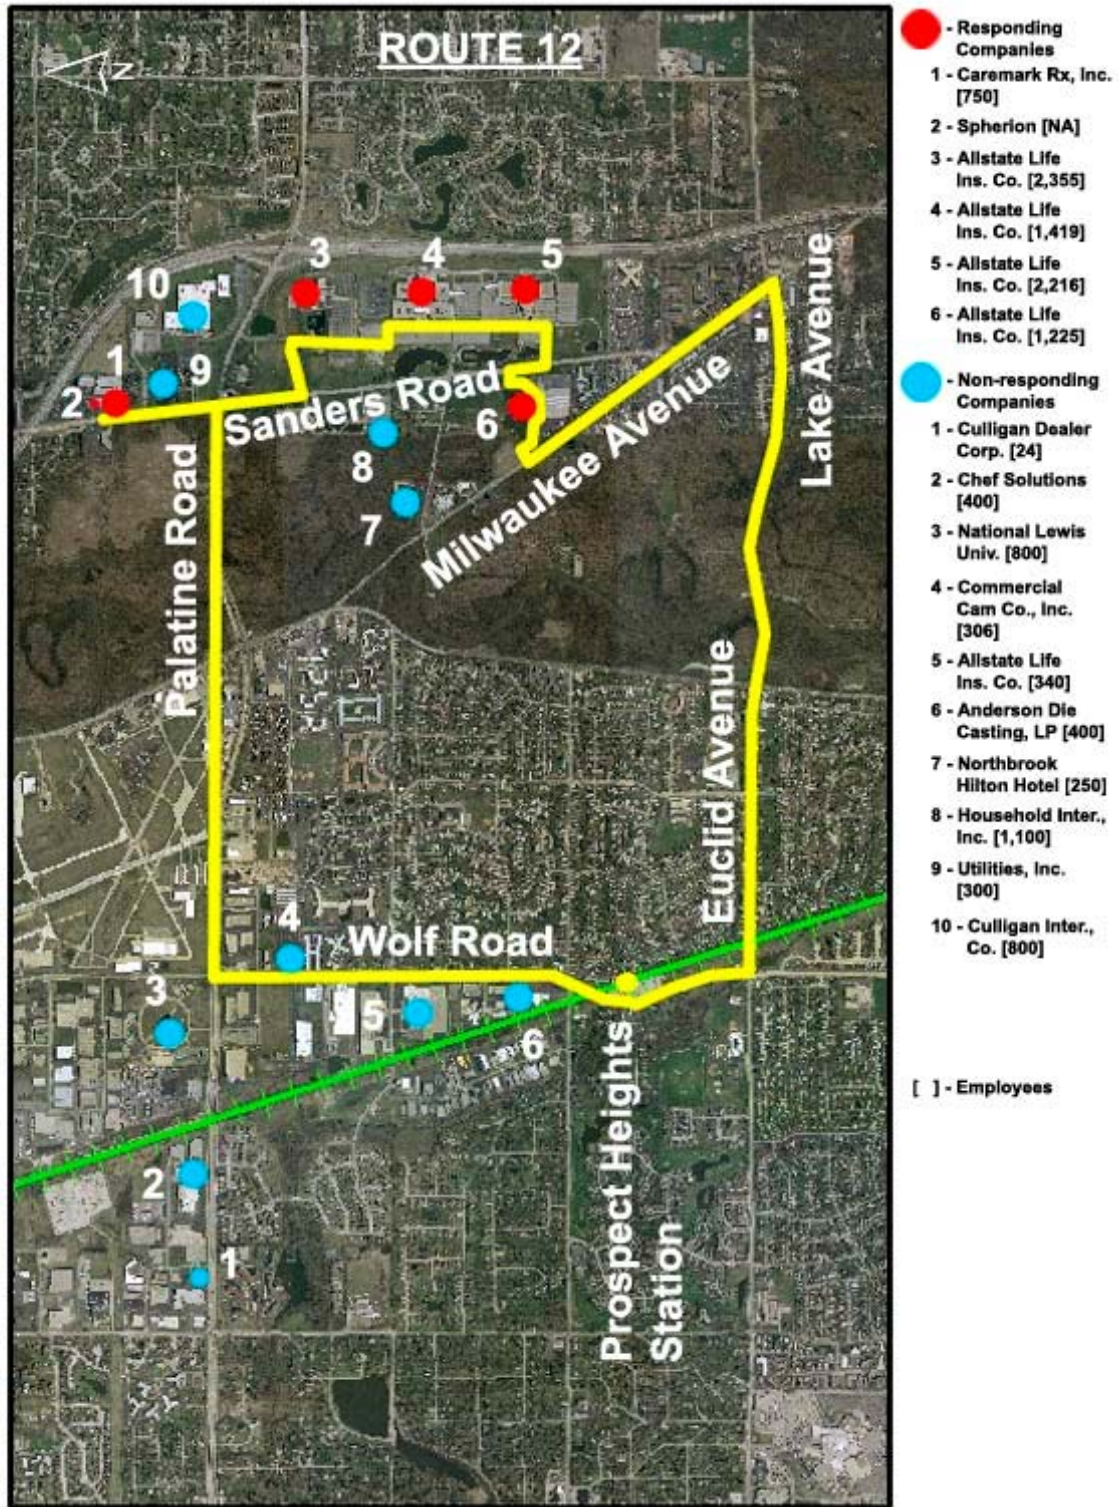 ROUTE 12
N
10
3
4
5
1
2
9
Sanders Road
6
8
7
Milwaukee Avenue
Lake Avenue
Palatine Road
Euclid Avenue
4
Wolf Road
3
5
6
Prospect Heights
Station
2
1
- Responding
Companies
1 - Caremark Rx, Inc.
[750]
2 - Spherion [NA]
3 - Allstate Life
Ins. Co. [2,355]
4 - Allstate Life
Ins. Co. [1,419]
5 - Allstate Life
Ins. Co. [2,216]
6 - Allstate Life
Ins. Co. [1,225]
- Non-responding
Companies
1 - Culligan Dealer
Corp. [24]
2 - Chef Solutions
[400]
3 - National Lewis
Univ. [800]
4 - Commercial
Cam Co., Inc.
[306]
5 - Allstate Life
Ins. Co. [340]
6 - Anderson Die
Casting, LP [400]
7 - Northbrook
Hilton Hotel [250]
8 - Household Inter.,
Inc. [1,100]
9 - Utilities, Inc.
[300]
10 - Culligan Inter.,
Co. [800]
[ ] - Employees